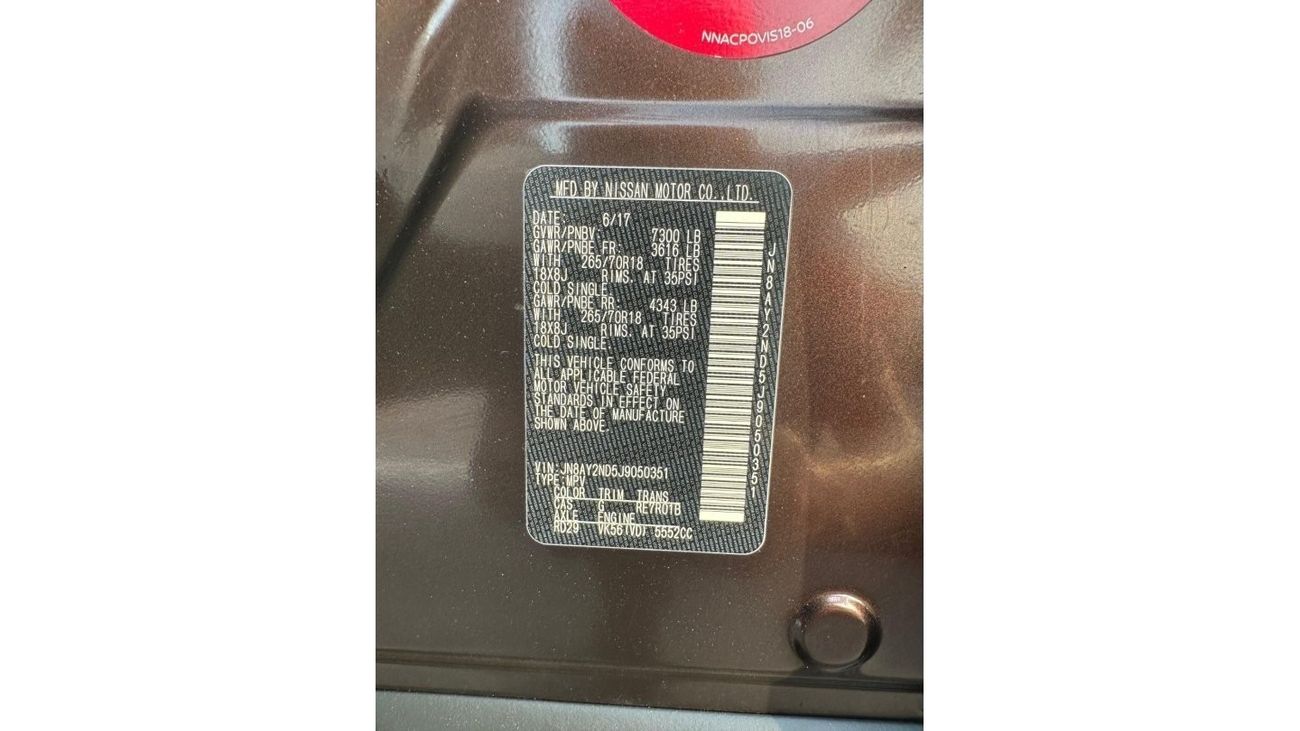 NNACPOVIS18-06
MFD BY NISSAN MOTOR CO.,LTD.
DATE: 6/17
GVWR/PNBV: 7300 LB
GAWR/PNBE FR: 3616 LB
WITH 265/70R18 TIRES
18X8J RIMS, AT 35PSI
COLD SINGLE
GAWR/PNBE RR: 4343 LB
WITH 265/70R18 TIRES
18X8J RIMS, AT 35PSI
COLD SINGLE
THIS VEHICLE CONFORMS TO
ALL APPLICABLE FEDERAL
MOTOR VEHICLE SAFETY
STANDARDS IN EFFECT ON
THE DATE OF MANUFACTURE
SHOWN ABOVE.
VIN:JN8AY2ND5J9050351
TYPE:MPV
COLOR TRIM TRANS
CAS G RE7R01B
AXLE ENGINE
RD29 VK56(VD) 5552CC
JN8AY2ND5J9050351